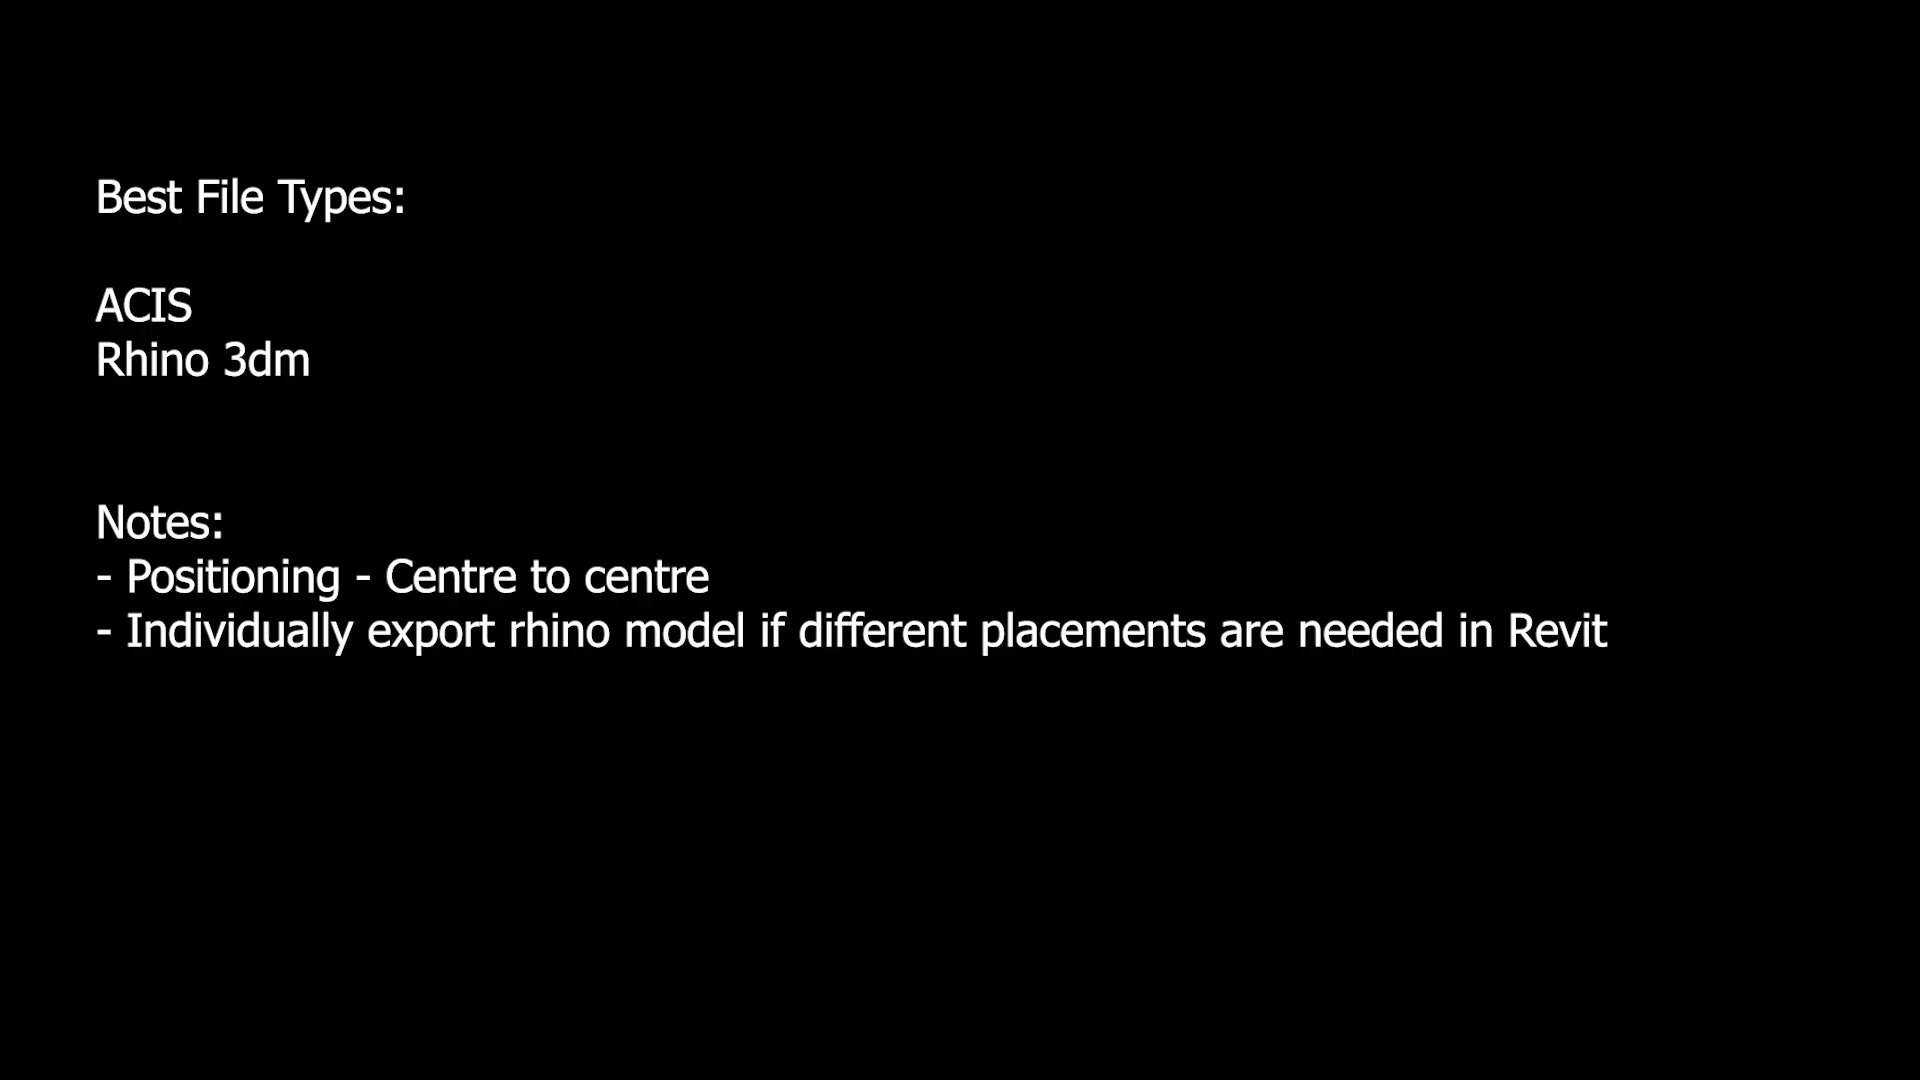 Best File Types:
ACIS
Rhino 3dm
Notes:
- Positioning - Centre to centre
- Individually export rhino model if different placements are needed in Revit